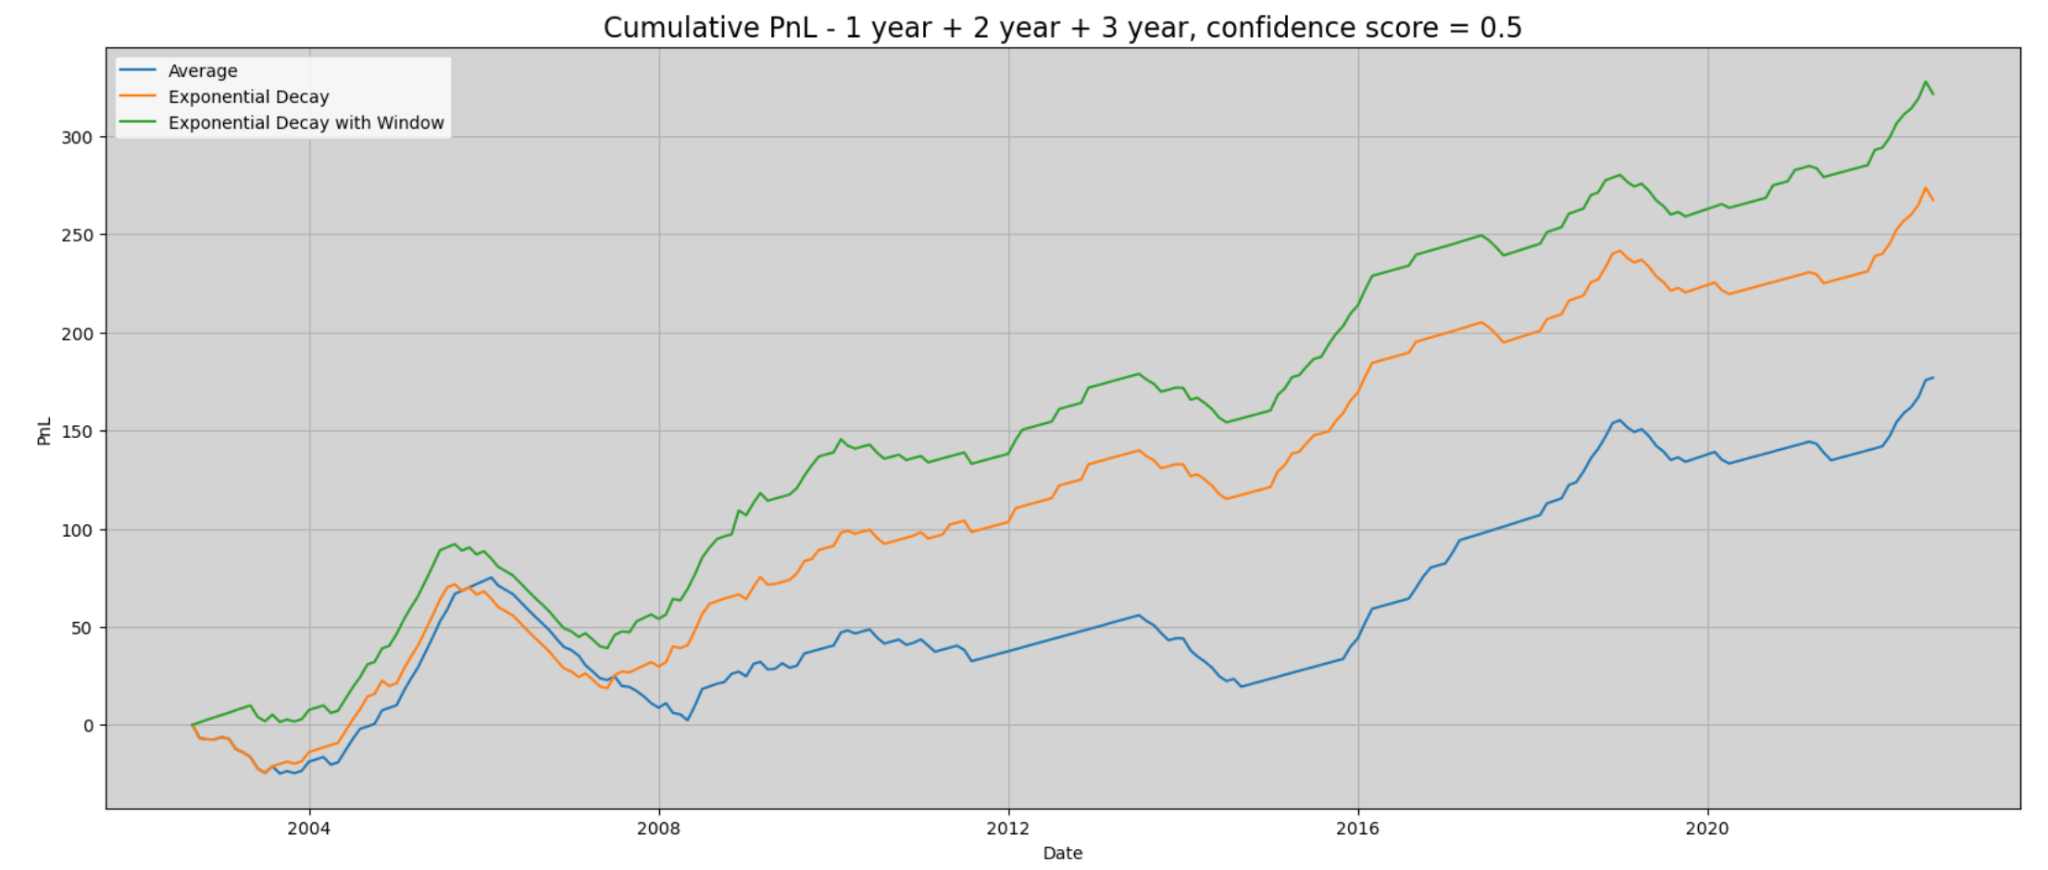 Cumulative PnL - 1 year + 2 year + 3 year, confidence score = 0.5
Average
Exponential Decay
Exponential Decay with Window
300
250
200
150
100
50
0
PnL
2004 2008 2012 2016 2020
Date